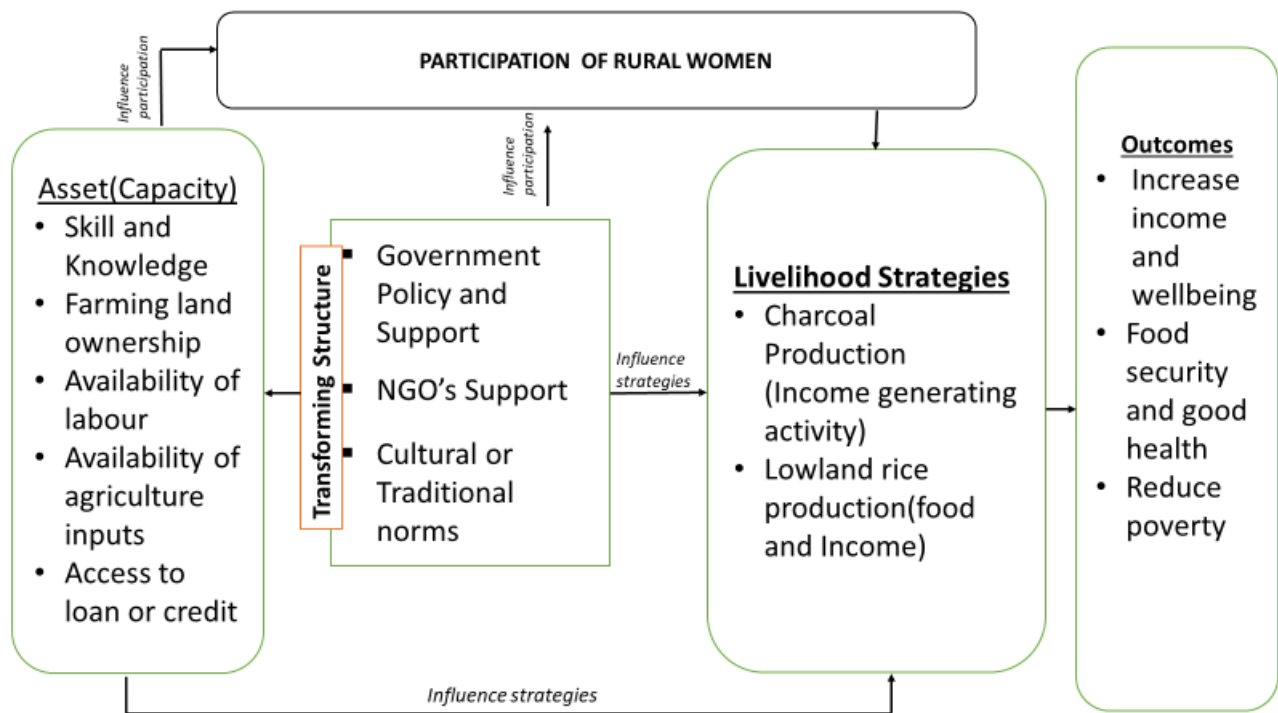 PARTICIPATION OF RURAL WOMEN
Influence
participation
Asset(Capacity)
• Skill and
Knowledge
• Farming land
ownership
• Availability of
labour
• Availability of
agriculture
inputs
• Access to
loan or credit
Influence
participation
Transforming Structure
▪ Government
Policy and
Support
▪ NGO's Support
▪ Cultural or
Traditional
norms
Influence
strategies
Livelihood Strategies
• Charcoal
Production
(Income generating
activity)
• Lowland rice
production(food
and Income)
Outcomes
• Increase
income
and
wellbeing
• Food
security
and good
health
• Reduce
poverty
Influence strategies